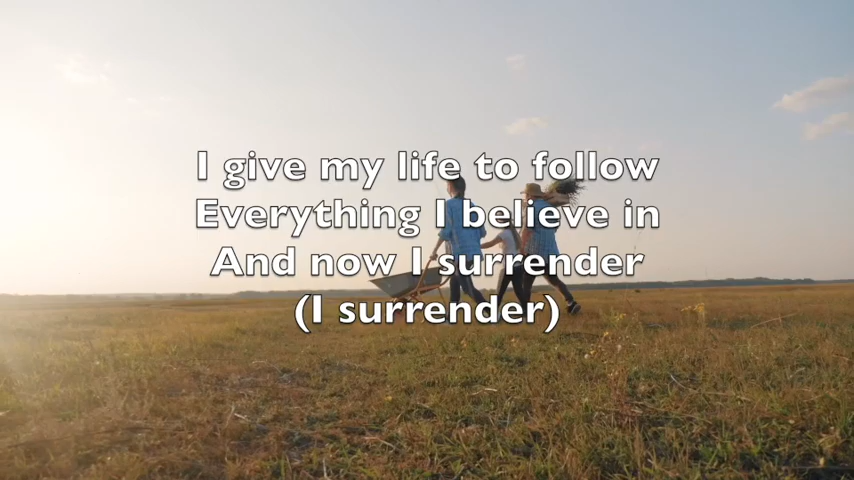 I give my life to follow
Everything I believe in
And now I surrender
(I surrender)